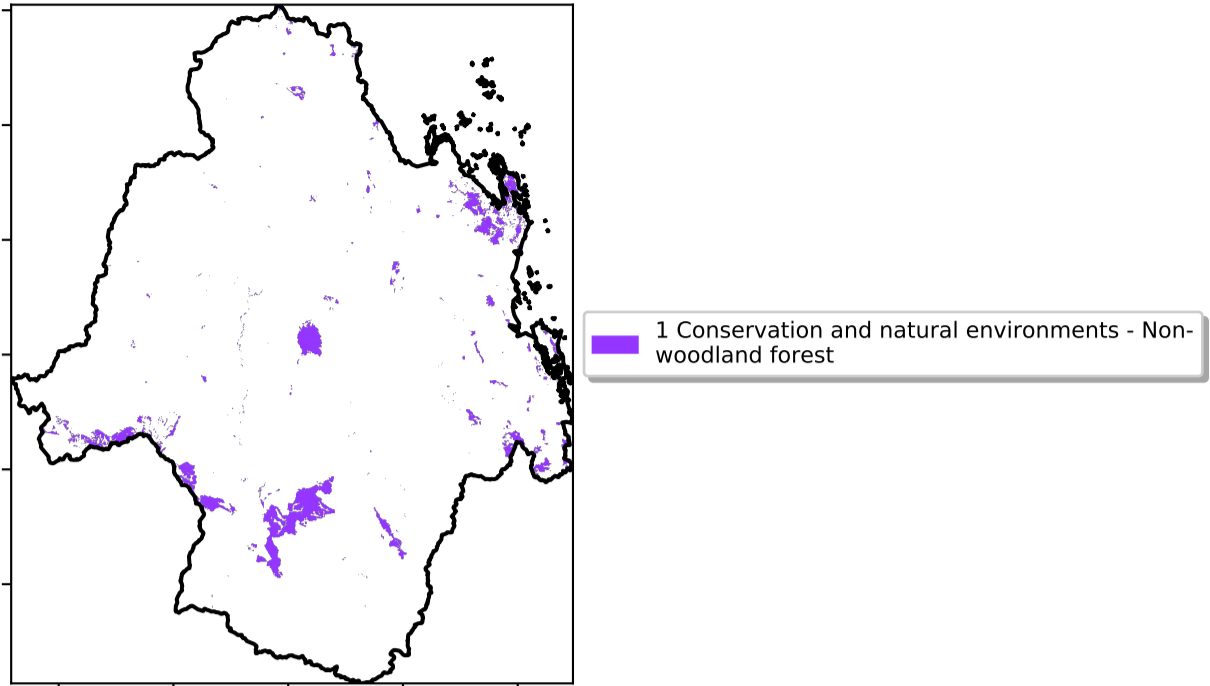 1 Conservation and natural environments - Non-
woodland forest